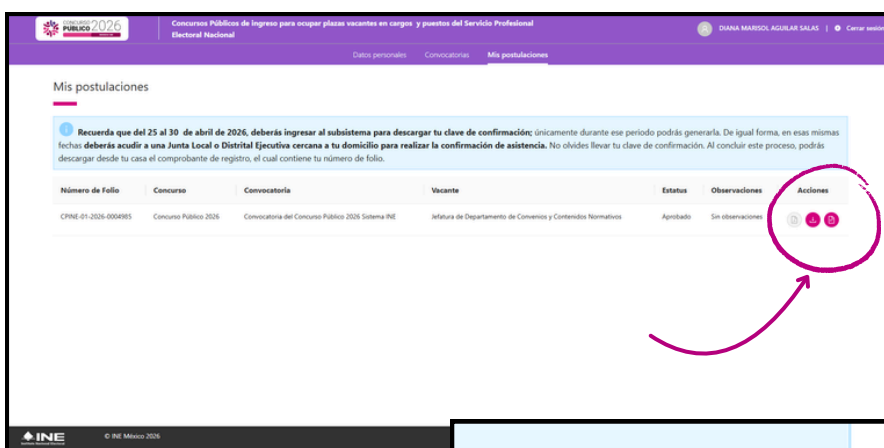 CONCURSO PÚBLICO 2026
Concursos Públicos de ingreso para ocupar plazas vacantes en cargos y puestos del Servicio Profesional
Electoral Nacional
DIANA MARISOL AGUILAR SALAS | Cerrar sesión
Datos personales Convocatorias Mis postulaciones
Mis postulaciones
Recuerda que del 25 al 30 de abril de 2026, deberás ingresar al subsistema para descargar tu clave de confirmación; únicamente durante ese periodo podrás generarla. De igual forma, en esas mismas
fechas deberás acudir a una Junta Local o Distrital Ejecutiva cercana a tu domicilio para realizar la confirmación de asistencia. No olvides llevar tu clave de confirmación. Al concluir este proceso, podrás
descargar desde tu casa el comprobante de registro, el cual contiene tu número de folio.
Número de Folio Concurso Convocatoria Vacante Estatus Observaciones Acciones
CPINE-01-2026-0004985 Concurso Público 2026 Convocatoria del Concurso Público 2026 Sistema INE Jefatura de Departamento de Convenios y Contenidos Normativos Aprobado Sin observaciones
INE
Instituto Nacional Electoral
© INE México 2026